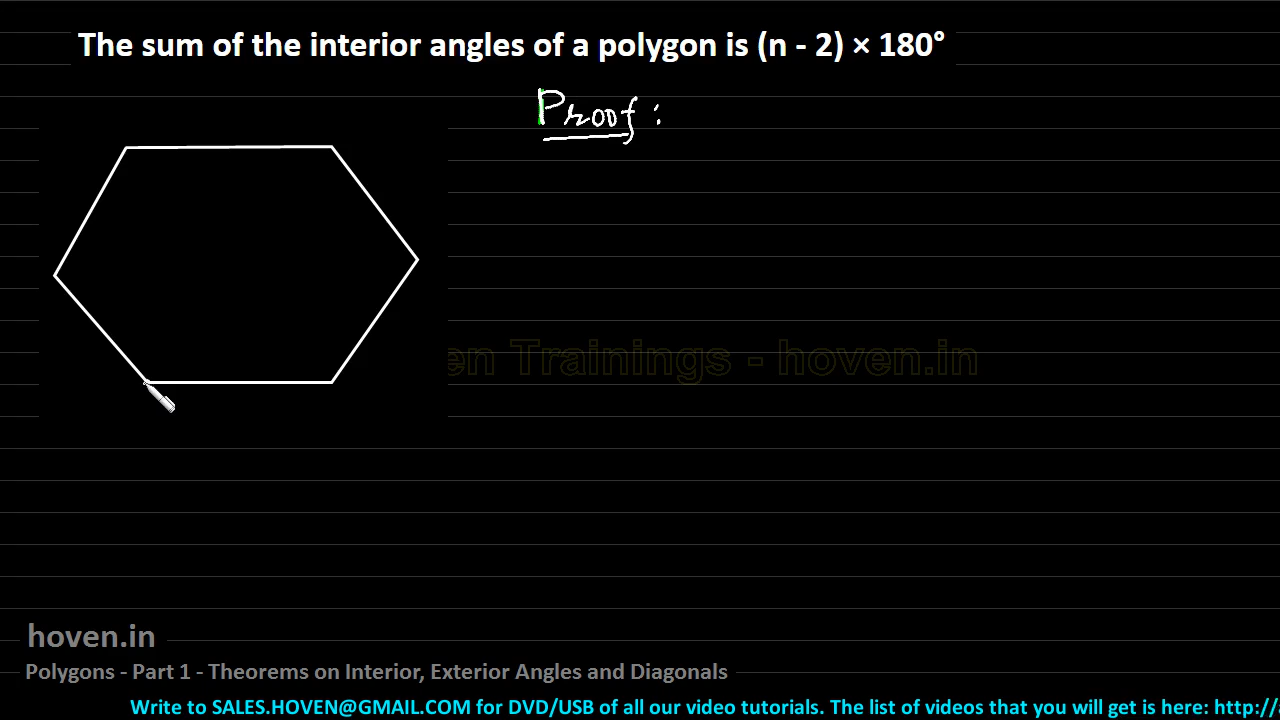 The sum of the interior angles of a polygon is (n - 2) × 180°
Proof :
en Trainings - hoven.in
hoven.in
Polygons - Part 1 - Theorems on Interior, Exterior Angles and Diagonals
Write to SALES.HOVEN@GMAIL.COM for DVD/USB of all our video tutorials. The list of videos that you will get is here: http://